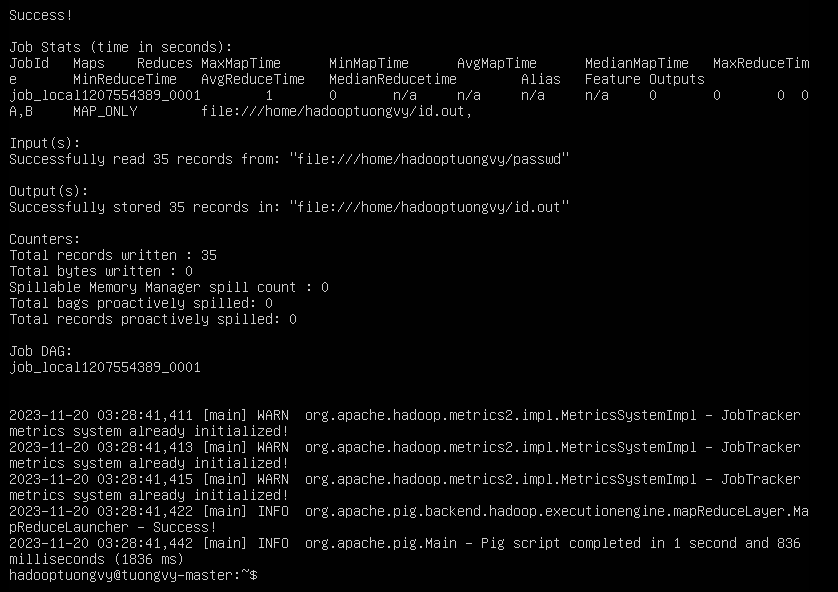 Success!
Job Stats (time in seconds):
JobId   Maps    Reduces MaxMapTime      MinMapTime      AvgMapTime      MedianMapTime   MaxReduceTim
e       MinReduceTime   AvgReduceTime   MedianReducetime        Alias   Feature Outputs
job_local1207554389_0001        1       0       n/a     n/a     n/a     n/a     0       0       0  0
A,B     MAP_ONLY        file:///home/hadooptuongvy/id.out,
Input(s):
Successfully read 35 records from: "file:///home/hadooptuongvy/passwd"
Output(s):
Successfully stored 35 records in: "file:///home/hadooptuongvy/id.out"
Counters:
Total records written : 35
Total bytes written : 0
Spillable Memory Manager spill count : 0
Total bags proactively spilled: 0
Total records proactively spilled: 0
Job DAG:
job_local1207554389_0001
2023-11-20 03:28:41,411 [main] WARN  org.apache.hadoop.metrics2.impl.MetricsSystemImpl - JobTracker
metrics system already initialized!
2023-11-20 03:28:41,413 [main] WARN  org.apache.hadoop.metrics2.impl.MetricsSystemImpl - JobTracker
metrics system already initialized!
2023-11-20 03:28:41,415 [main] WARN  org.apache.hadoop.metrics2.impl.MetricsSystemImpl - JobTracker
metrics system already initialized!
2023-11-20 03:28:41,422 [main] INFO  org.apache.pig.backend.hadoop.executionengine.mapReduceLayer.Ma
pReduceLauncher - Success!
2023-11-20 03:28:41,442 [main] INFO  org.apache.pig.Main - Pig script completed in 1 second and 836
milliseconds (1836 ms)
hadooptuongvy@tuongvy-master:~$